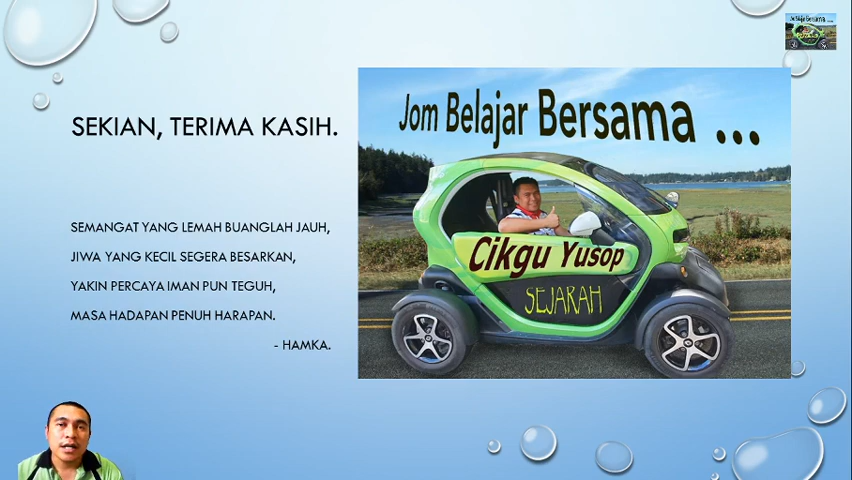 SEKIAN, TERIMA KASIH.
SEMANGAT YANG LEMAH BUANGLAH JAUH,
JIWA YANG KECIL SEGERA BESARKAN,
YAKIN PERCAYA IMAN PUN TEGUH,
MASA HADAPAN PENUH HARAPAN.
- HAMKA.
Jom Belajar Bersama ...
Cikgu Yusop
SEJARAH